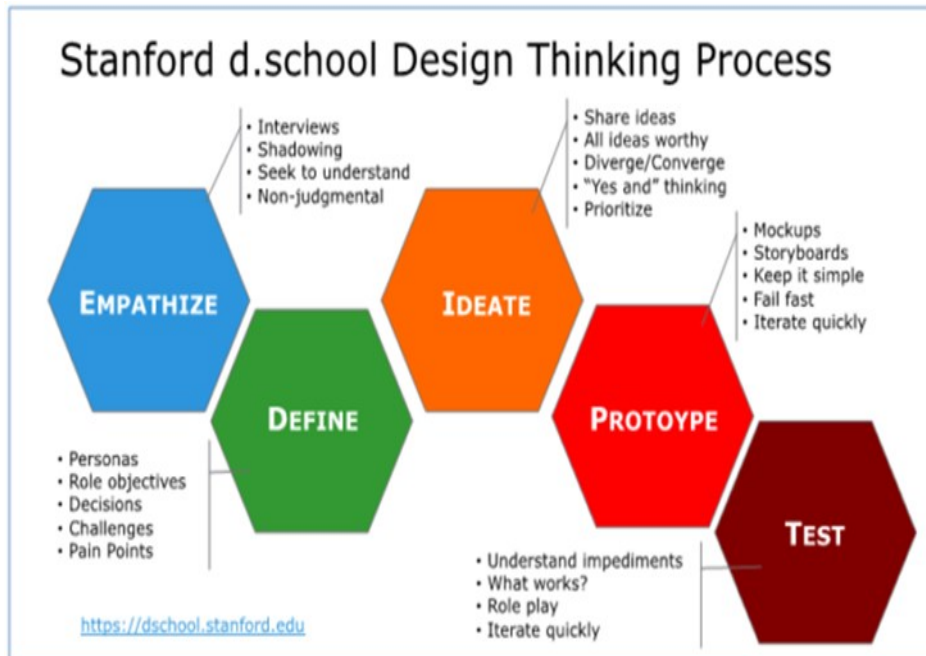 Stanford d.school Design Thinking Process
• Interviews
• Shadowing
• Seek to understand
• Non-judgmental
EMPATHIZE
• Personas
• Role objectives
• Decisions
• Challenges
• Pain Points
DEFINE
• Share ideas
• All ideas worthy
• Diverge/Converge
• "Yes and" thinking
• Prioritize
IDEATE
• Mockups
• Storyboards
• Keep it simple
• Fail fast
• Iterate quickly
PROTOYPE
• Understand impediments
• What works?
• Role play
• Iterate quickly
TEST
https://dschool.stanford.edu